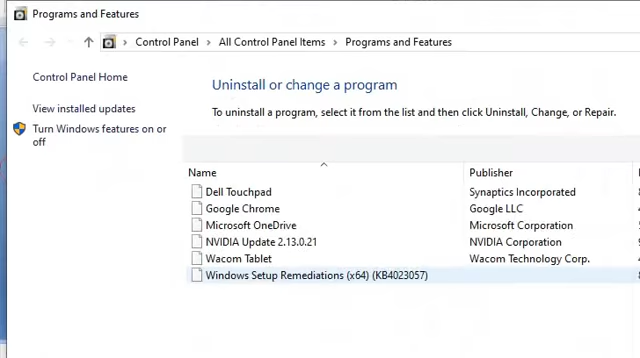 Programs and Features
Control Panel > All Control Panel Items > Programs and Features
Control Panel Home
View installed updates
Turn Windows features on or
off
Uninstall or change a program
To uninstall a program, select it from the list and then click Uninstall, Change, or Repair.
Name Publisher
Dell Touchpad Synaptics Incorporated
Google Chrome Google LLC
Microsoft OneDrive Microsoft Corporation
NVIDIA Update 2.13.0.21 NVIDIA Corporation
Wacom Tablet Wacom Technology Corp.
Windows Setup Remediations (x64) (KB4023057)